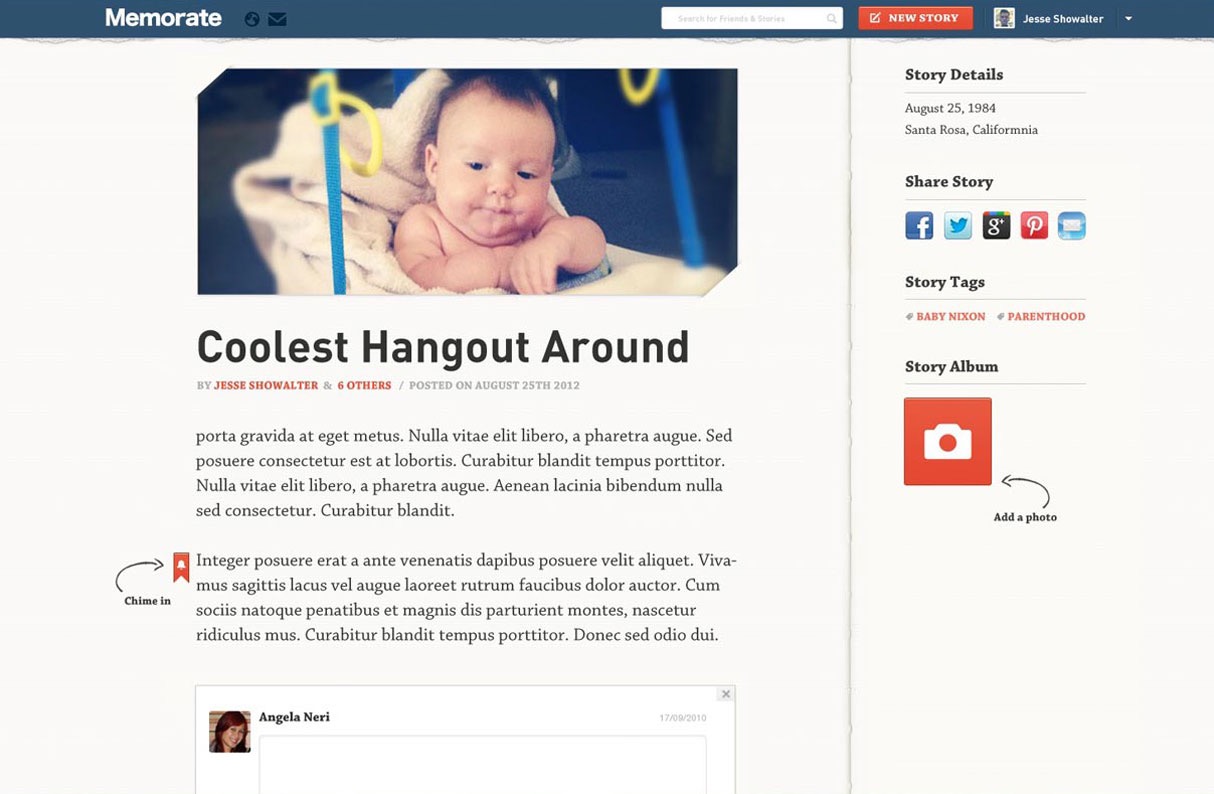 Memorate
Search for Friends & Stories
NEW STORY
Jesse Showalter
Coolest Hangout Around
BY JESSE SHOWALTER & 6 OTHERS / POSTED ON AUGUST 25TH 2012
porta gravida at eget metus. Nulla vitae elit libero, a pharetra augue. Sed
posuere consectetur est at lobortis. Curabitur blandit tempus porttitor.
Nulla vitae elit libero, a pharetra augue. Aenean lacinia bibendum nulla
sed consectetur. Curabitur blandit.
Integer posuere erat a ante venenatis dapibus posuere velit aliquet. Viva-
mus sagittis lacus vel augue laoreet rutrum faucibus dolor auctor. Cum
sociis natoque penatibus et magnis dis parturient montes, nascetur
ridiculus mus. Curabitur blandit tempus porttitor. Donec sed odio dui.
Chime in
Angela Neri
17/09/2010
Story Details
August 25, 1984
Santa Rosa, Califormnia
Share Story
Story Tags
BABY NIXON PARENTHOOD
Story Album
Add a photo